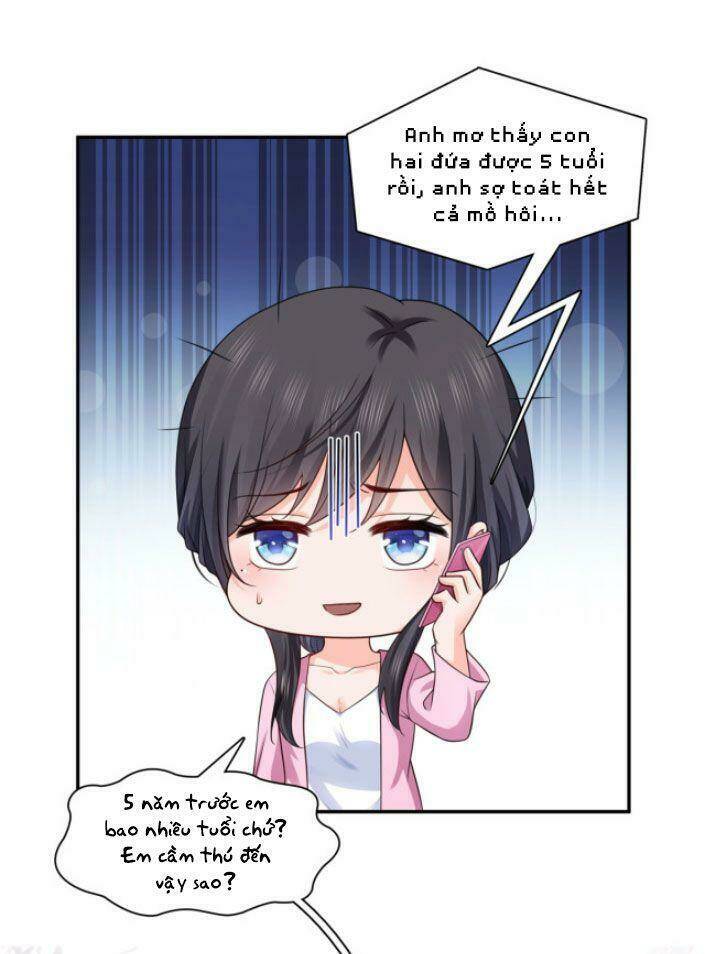 Anh mơ thấy con
hai đứa được 5 tuổi
rồi, anh sợ toát hết
cả mồ hôi...
5 năm trước em
bao nhiêu tuổi chứ?
Em cầm thú đến
vậy sao?